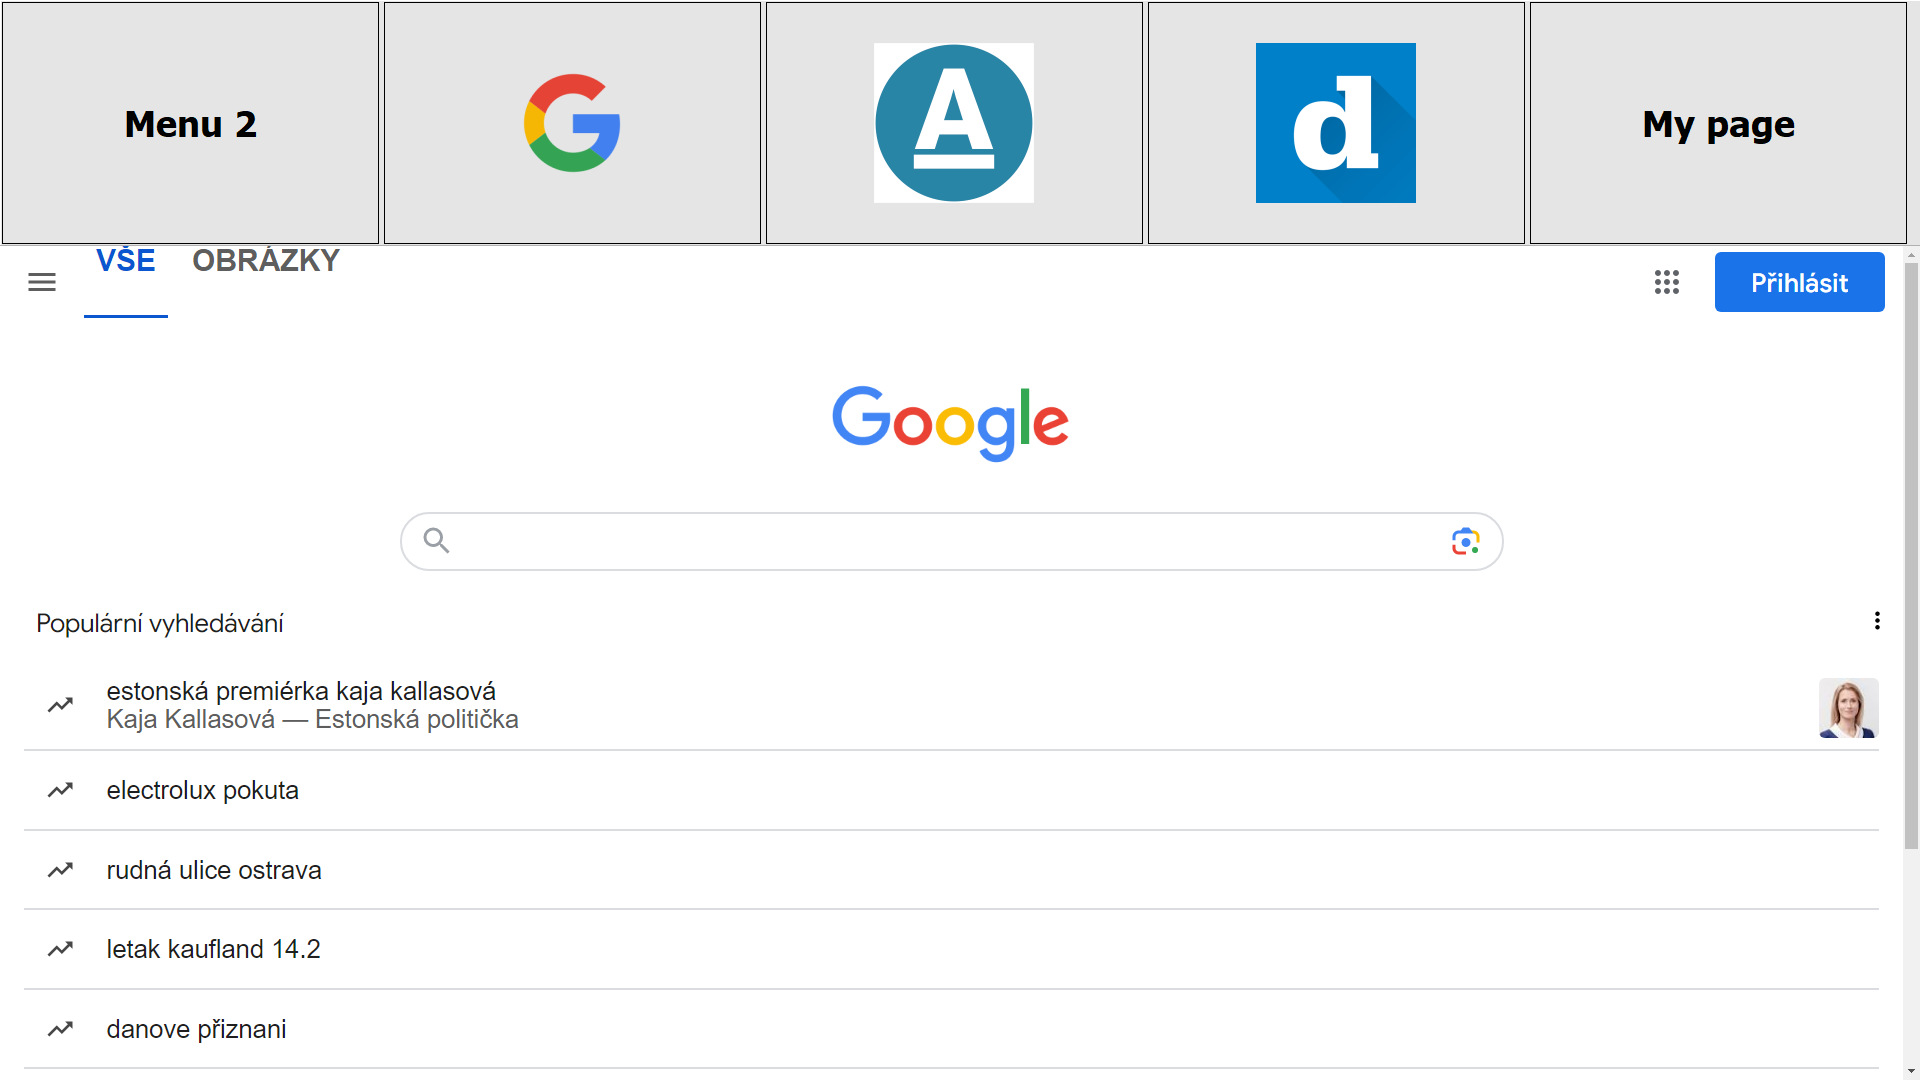 Menu 2
A
d
My page
VŠE
OBRÁZKY
Přihlásit
Google
Populární vyhledávání
estonská premiérka kaja kallasová
Kaja Kallasová — Estonská politička
electrolux pokuta
rudná ulice ostrava
letak kaufland 14.2
danove přiznani